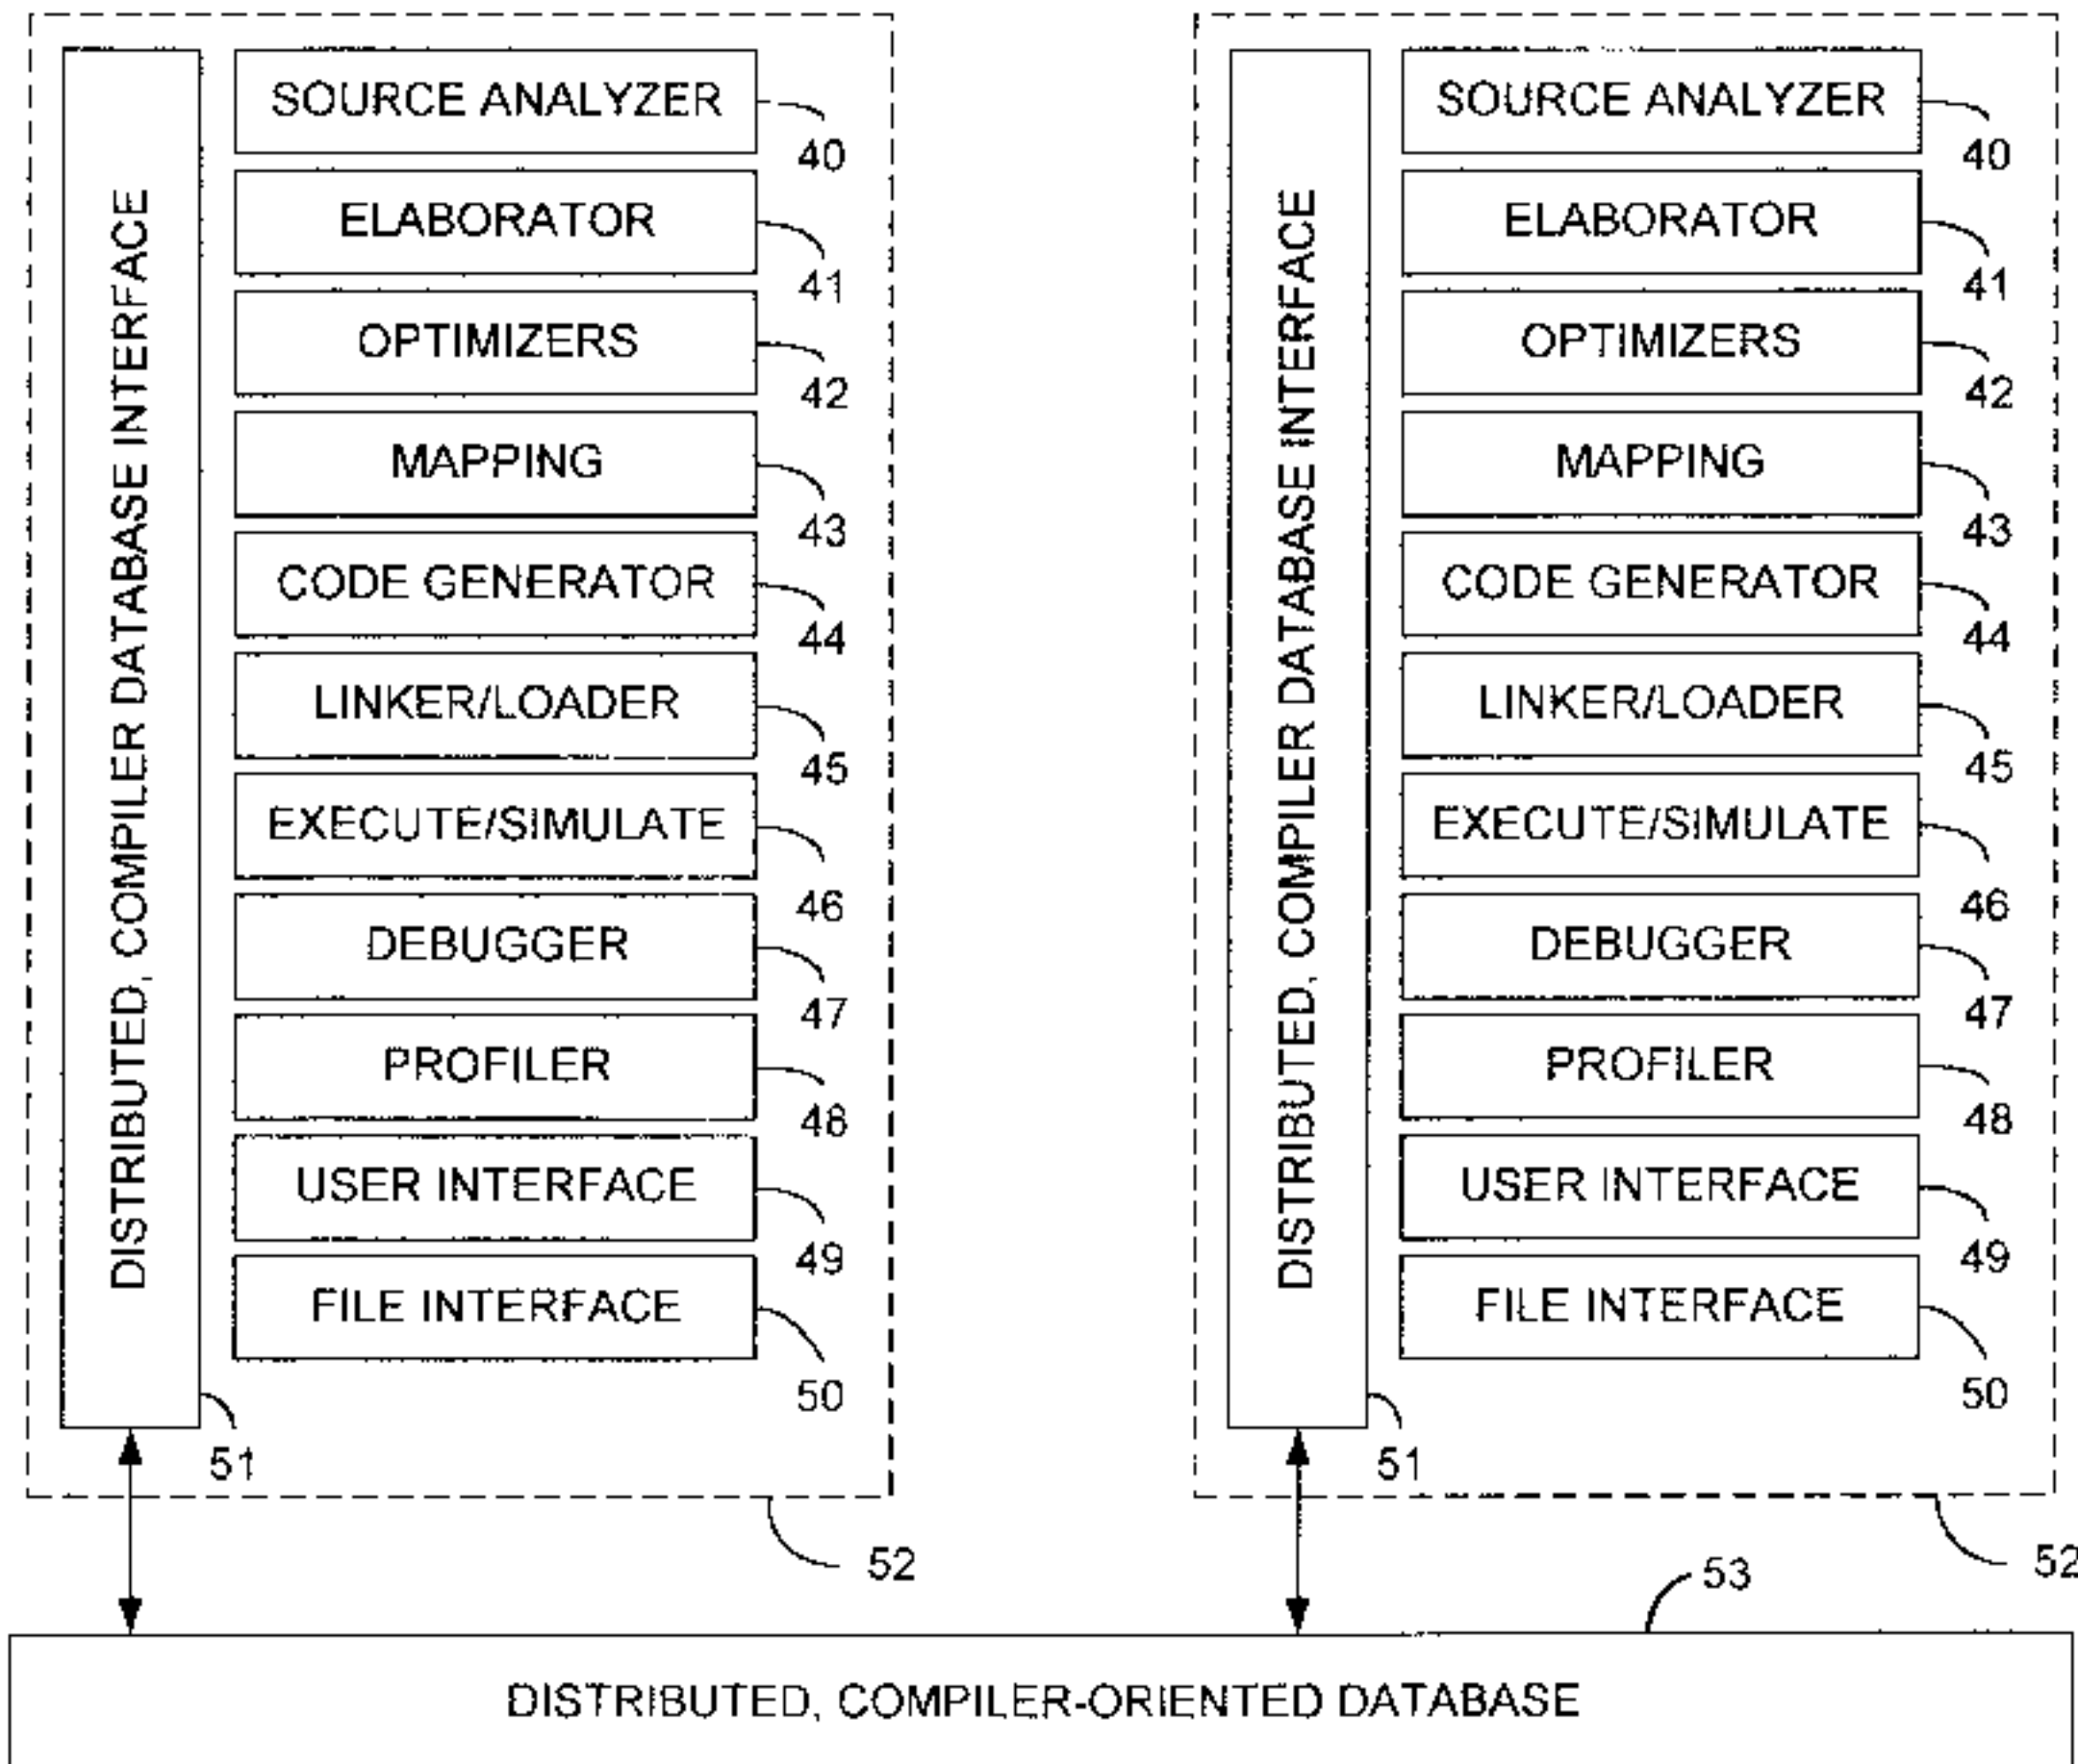 DISTRIBUTED, COMPILER DATABASE INTERFACE
SOURCE ANALYZER
40
ELABORATOR
41
OPTIMIZERS
42
MAPPING
43
CODE GENERATOR
44
LINKER/LOADER
45
EXECUTE/SIMULATE
46
DEBUGGER
47
PROFILER
48
USER INTERFACE
49
FILE INTERFACE
50
51
52
DISTRIBUTED, COMPILER DATABASE INTERFACE
SOURCE ANALYZER
40
ELABORATOR
41
OPTIMIZERS
42
MAPPING
43
CODE GENERATOR
44
LINKER/LOADER
45
EXECUTE/SIMULATE
46
DEBUGGER
47
PROFILER
48
USER INTERFACE
49
FILE INTERFACE
50
51
52
53
DISTRIBUTED, COMPILER-ORIENTED DATABASE